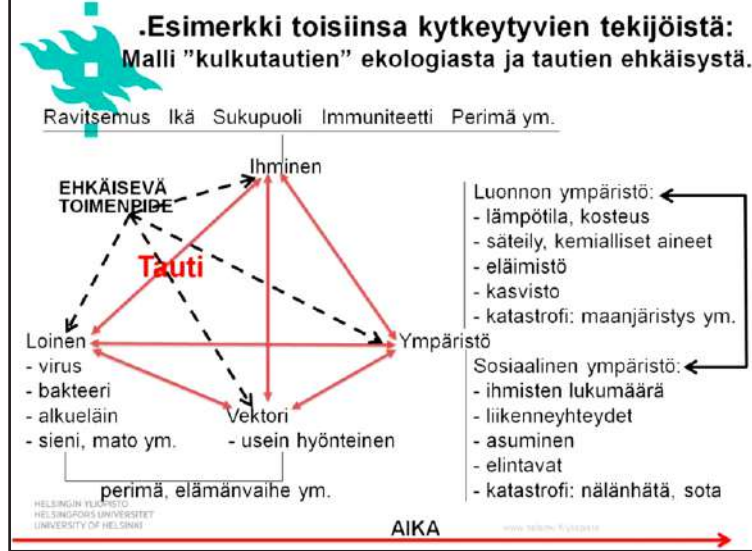 .Esimerkki toisiinsa kytkeytyvien tekijöistä:
Malli ”kulkutautien” ekologiasta ja tautien ehkäisystä.
Ravitsemus Ikä Sukupuoli Immuniteetti Perimä ym.
Ihminen
EHKÄISEVÄ
TOIMENPIDE
Tauti
Loinen
- virus
- bakteeri
- alkueläin
- sieni, mato ym.
Vektori
- usein hyönteinen
perimä, elämänvaihe ym.
Ympäristö
Luonnon ympäristö:
- lämpötila, kosteus
- säteily, kemialliset aineet
- eläimistö
- kasvisto
- katastrofi: maanjäristys ym.
Sosiaalinen ympäristö:
- ihmisten lukumäärä
- liikenneyhteydet
- asuminen
- elintavat
- katastrofi: nälänhätä, sota
HELSINGIN YLIOPISTO
HELSINGFORS UNIVERSITET
UNIVERSITY OF HELSINKI
AIKA